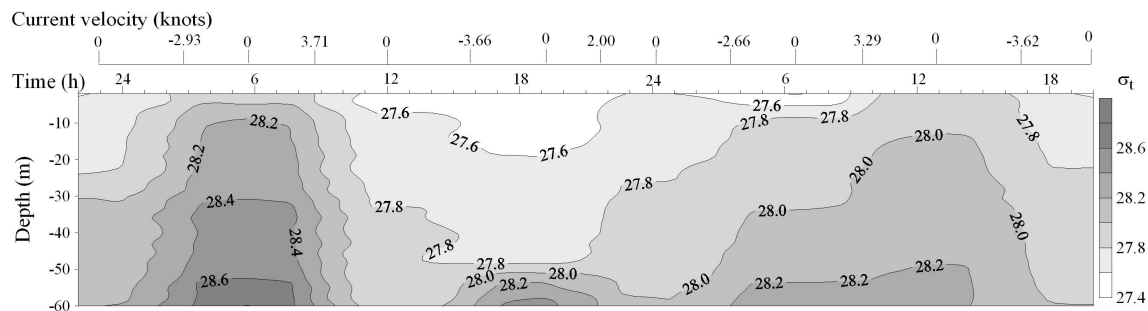 Current velocity (knots)
0 -2.93 0 3.71 0 -3.66 0 2.00 0 -2.66 0 3.29 0 -3.62 0
Time (h) 24 6 12 18 24 6 12 18 σt
-10 28.2 27.6 27.6 27.8 27.8 27.8
28.2 27.6 27.6 28.0 28.6
-20 28.0
-30 28.4 27.8 27.8 28.0 28.2
Depth (m)
-40 28.4 27.8 28.0 27.8
-50 28.6 27.8 28.0 28.0 28.2 28.0 28.2 28.2 28.2
-60 27.4